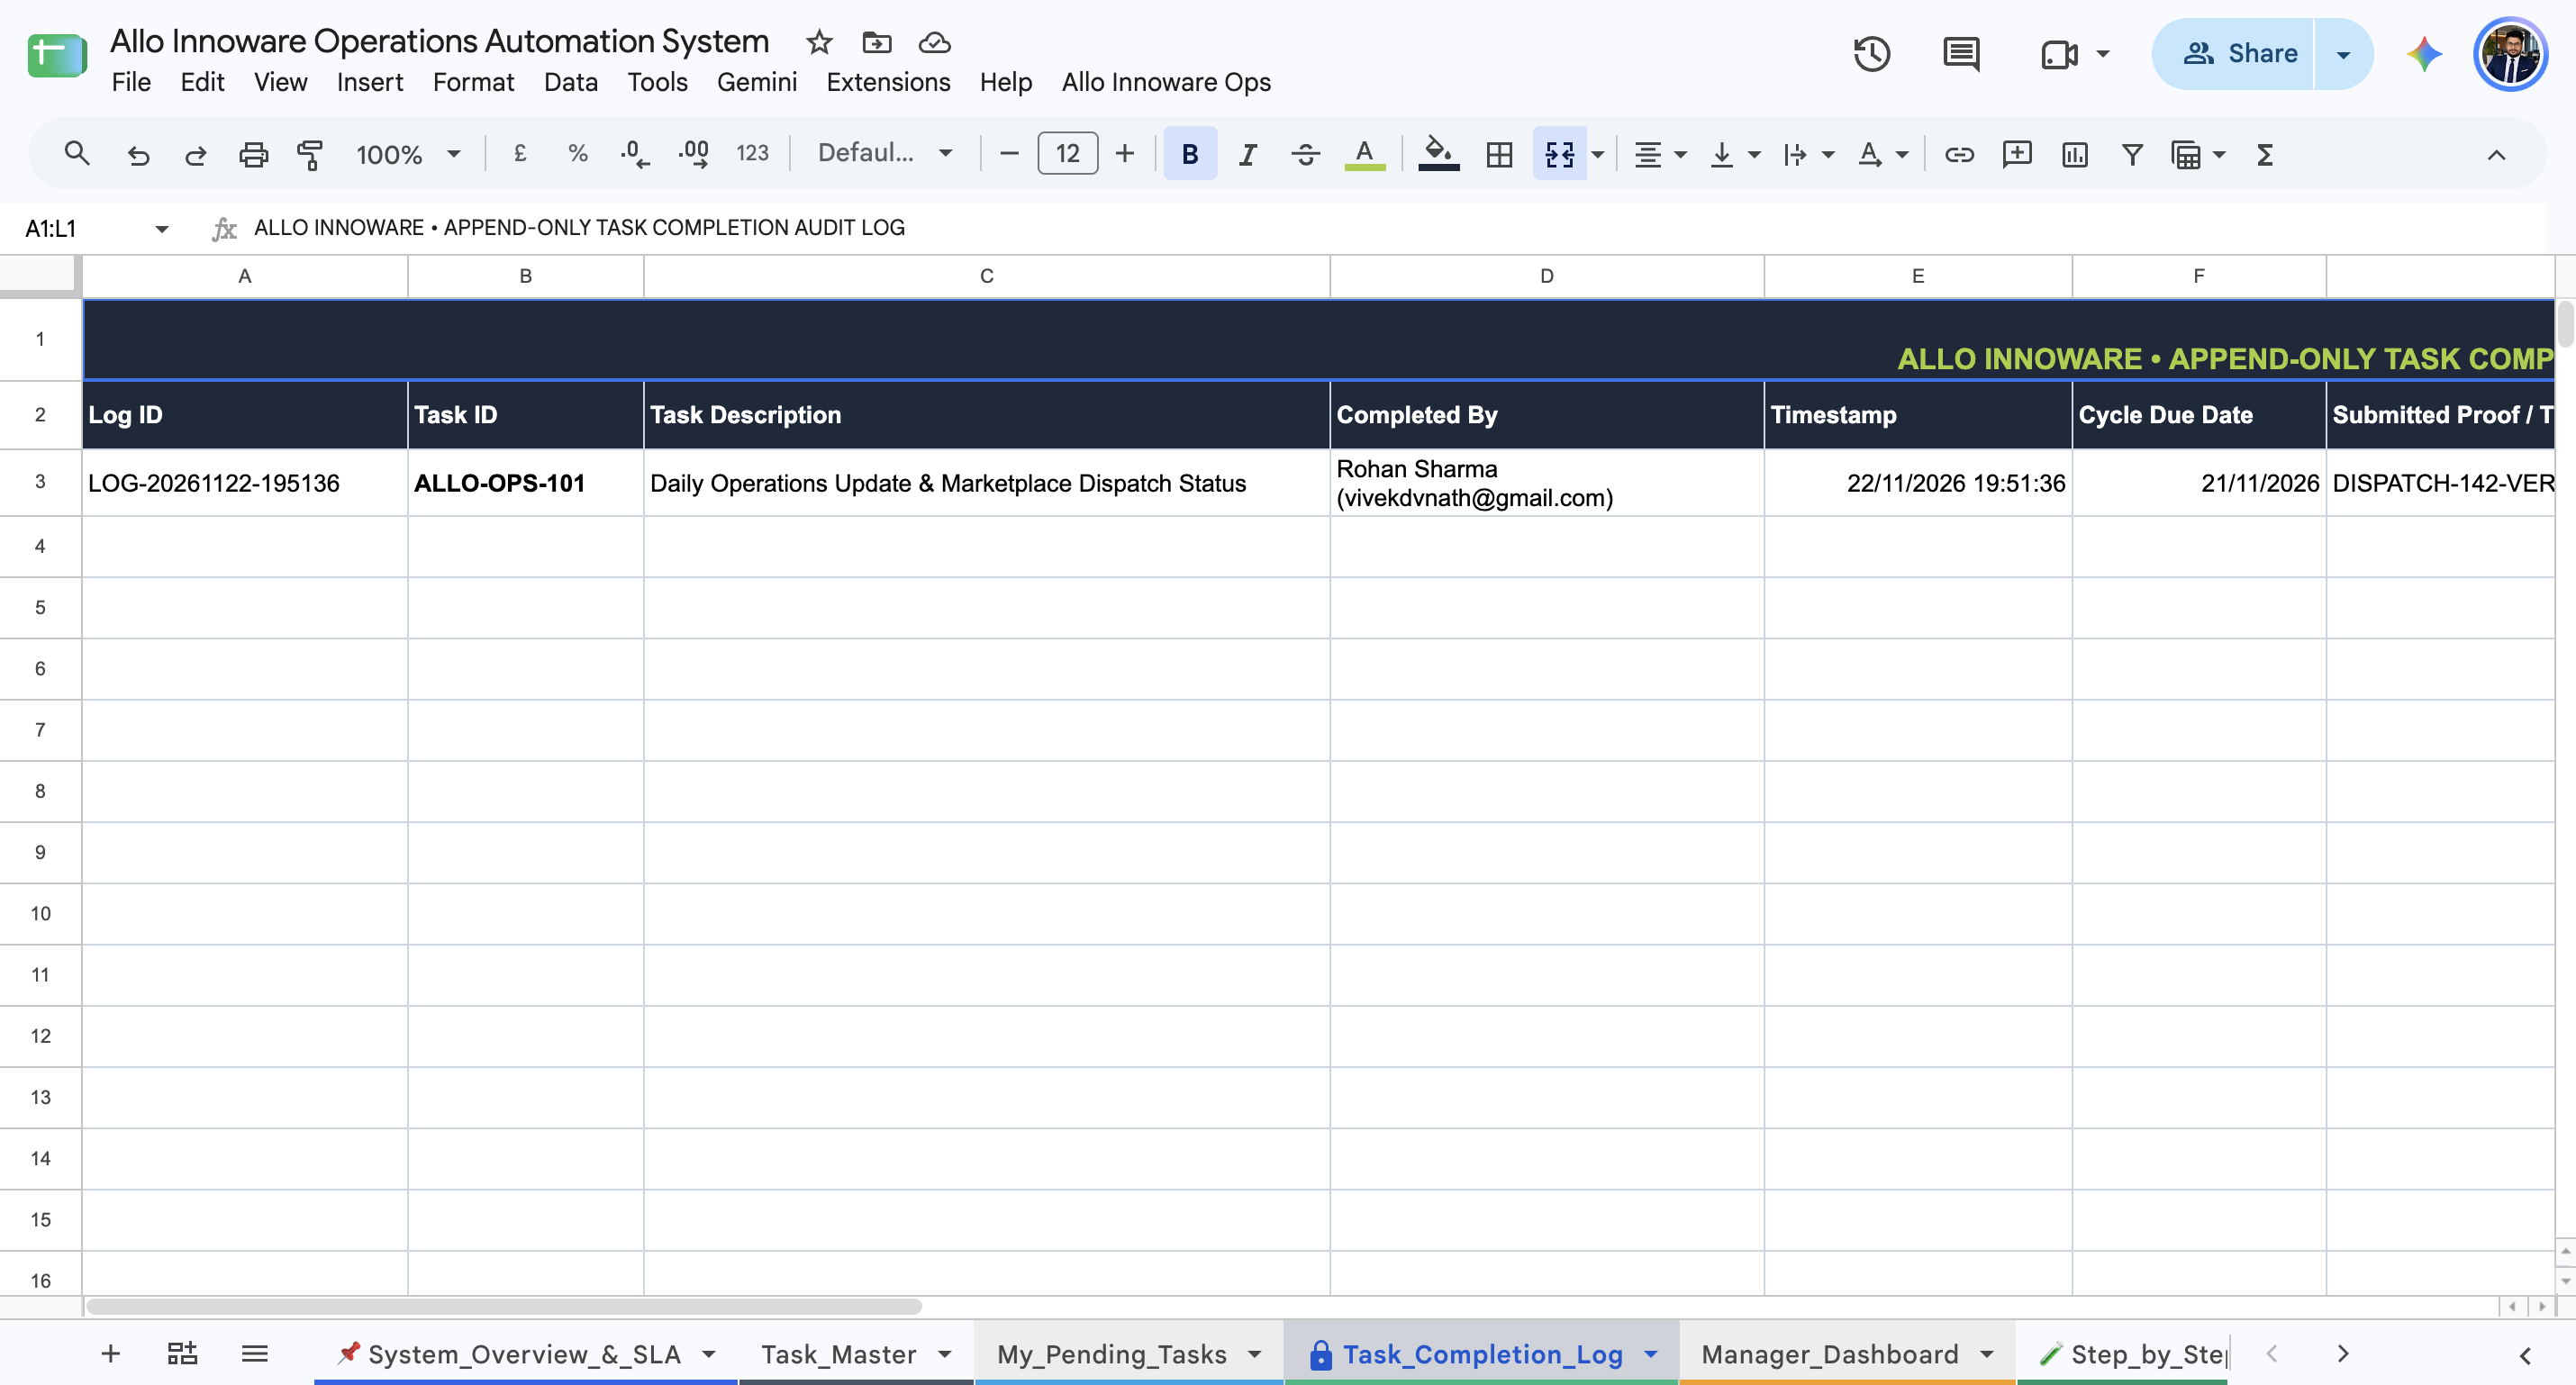 Allo Innoware Operations Automation System
File Edit View Insert Format Data Tools Gemini Extensions Help Allo Innoware Ops
Share
100% £ % .0 .00 123 Defaul... 12 B I A A Σ
A1:L1 fx ALLO INNOWARE • APPEND-ONLY TASK COMPLETION AUDIT LOG
A B C D E F
1 ALLO INNOWARE • APPEND-ONLY TASK COMP
2 Log ID Task ID Task Description Completed By Timestamp Cycle Due Date Submitted Proof / T
3 LOG-20261122-195136 ALLO-OPS-101 Daily Operations Update & Marketplace Dispatch Status Rohan Sharma
(vivekdvnath@gmail.com) 22/11/2026 19:51:36 21/11/2026 DISPATCH-142-VER
4
5
6
7
8
9
10
11
12
13
14
15
16
System_Overview_&_SLA Task_Master My_Pending_Tasks Task_Completion_Log Manager_Dashboard Step_by_Step